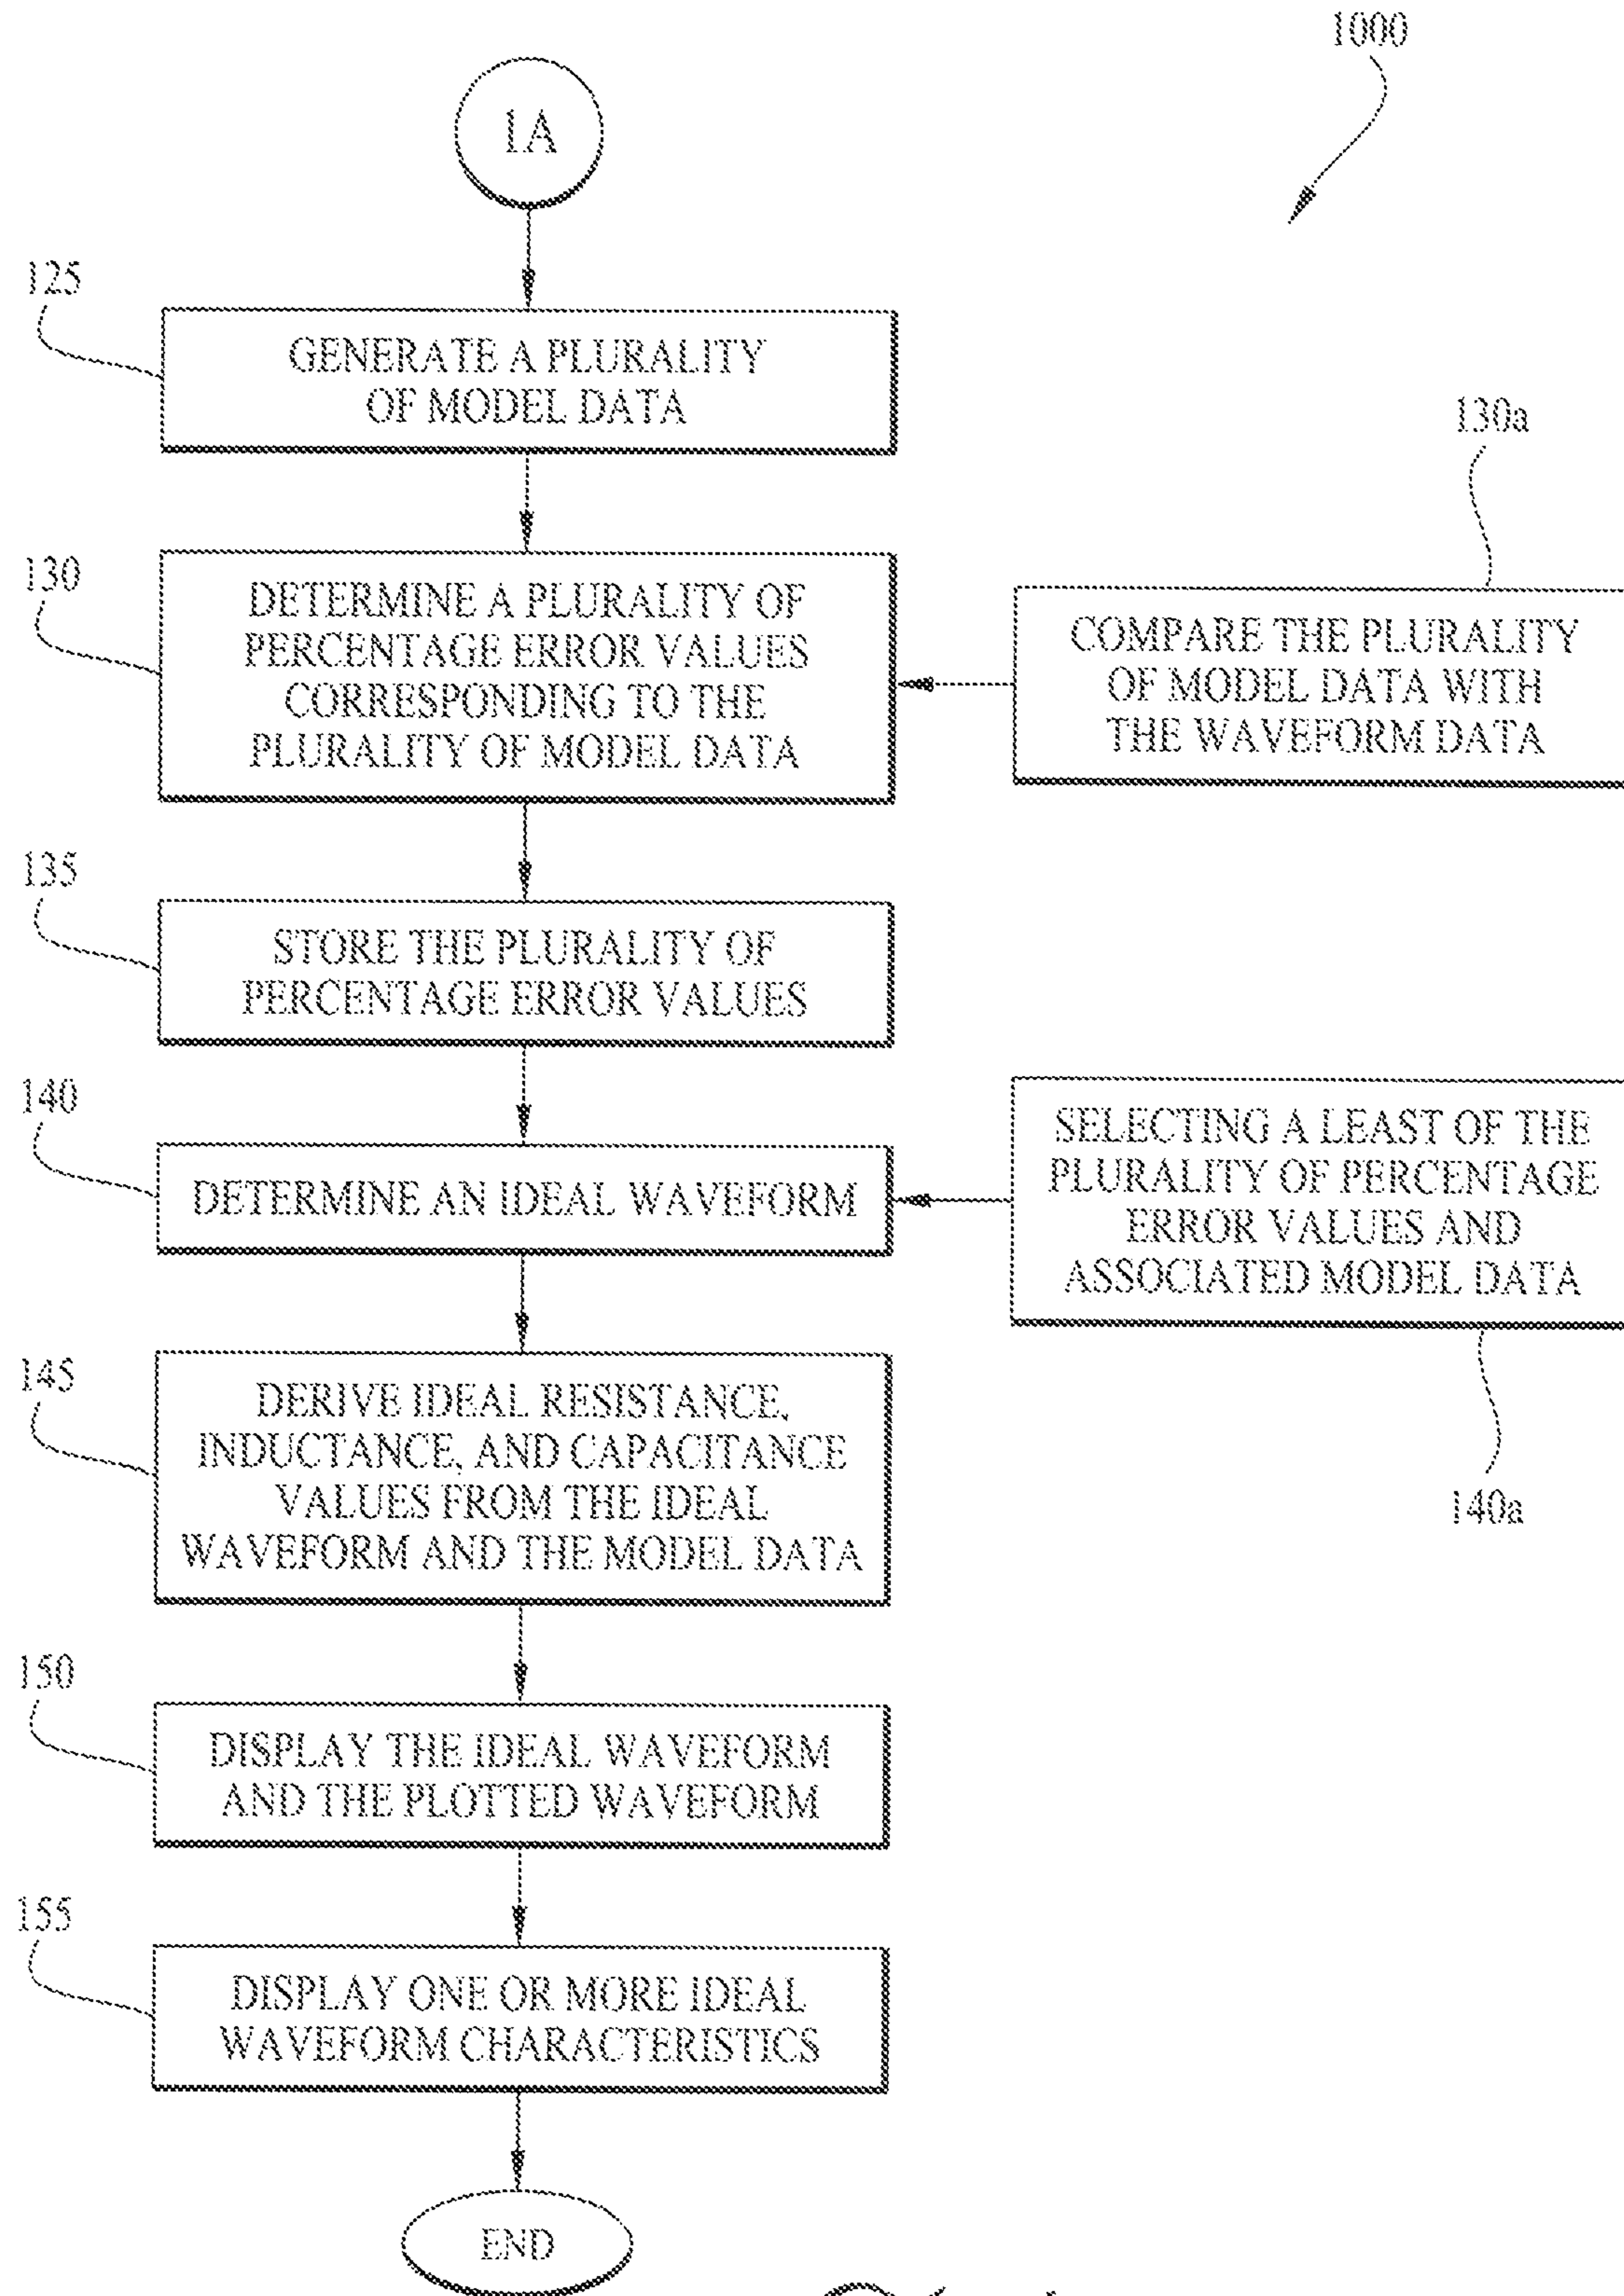 1000
1A
125
GENERATE A PLURALITY
OF MODEL DATA
130a
130
DETERMINE A PLURALITY OF
PERCENTAGE ERROR VALUES
CORRESPONDING TO THE
PLURALITY OF MODEL DATA
COMPARE THE PLURALITY
OF MODEL DATA WITH
THE WAVEFORM DATA
135
STORE THE PLURALITY OF
PERCENTAGE ERROR VALUES
140
DETERMINE AN IDEAL WAVEFORM
SELECTING A LEAST OF THE
PLURALITY OF PERCENTAGE
ERROR VALUES AND
ASSOCIATED MODEL DATA
140a
145
DERIVE IDEAL RESISTANCE,
INDUCTANCE, AND CAPACITANCE
VALUES FROM THE IDEAL
WAVEFORM AND THE MODEL DATA
150
DISPLAY THE IDEAL WAVEFORM
AND THE PLOTTED WAVEFORM
155
DISPLAY ONE OR MORE IDEAL
WAVEFORM CHARACTERISTICS
END